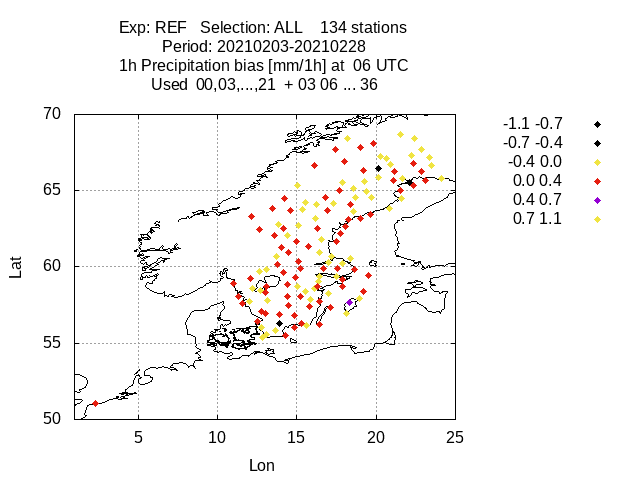 Exp: REF   Selection: ALL    134 stations
Period: 20210203-20210228
1h Precipitation bias [mm/1h] at  06 UTC
Used  00,03,...,21  + 03 06 ... 36
70
65
60
55
50
Lat
5 10 15 20 25
Lon
-1.1 -0.7
-0.7 -0.4
-0.4 0.0
0.0 0.4
0.4 0.7
0.7 1.1